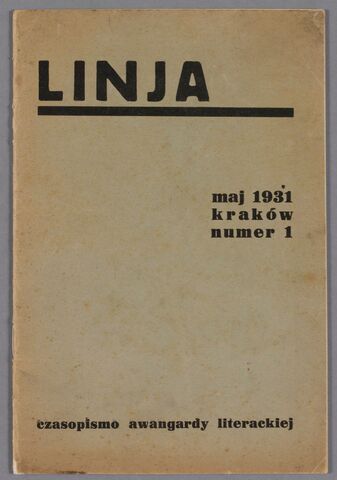 LINJA
maj 1931
kraków
numer 1
czasopismo awangardy literackiej